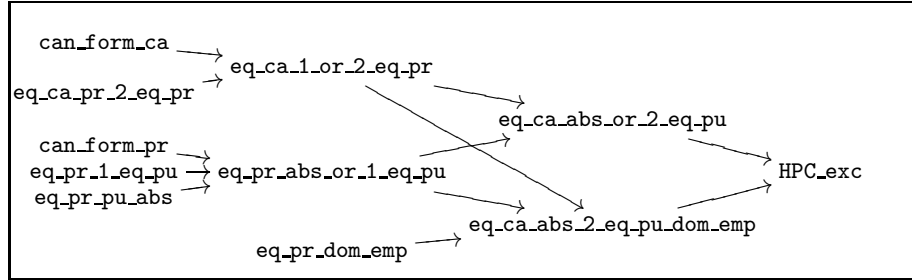 can_form_ca
eq_ca_1_or_2_eq_pr
eq_ca_pr_2_eq_pr
eq_ca_abs_or_2_eq_pu
can_form_pr
eq_pr_1_eq_pu
eq_pr_abs_or_1_eq_pu
HPC_exc
eq_pr_pu_abs
eq_ca_abs_2_eq_pu_dom_emp
eq_pr_dom_emp